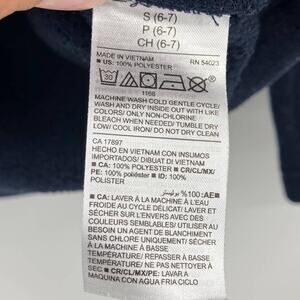 S (6-7)
P (6-7)
CH (6-7)
MADE IN VIETNAM RN 54023
■ US: 100% POLYESTER
30
1166
MACHINE WASH COLD GENTLE CYCLE/
WASH AND DRY INSIDE OUT WITH LIKE
COLORS/ ONLY NON-CHLORINE
BLEACH WHEN NEEDED/ TUMBLE DRY
LOW/ COOL IRON/ DO NOT DRY CLEAN
CA 17897
HECHO EN VIETNAM CON INSUMOS
IMPORTADOS/ DIBUAT DI VIETNAM
■ CA: 100% POLYESTER ■ CR/CL/MX/
PE: 100% poliéster ■ ID: 100%
POLIESTER
■ AE: 100% بوليستر
■ CA: LAVER À LA MACHINE À L'EAU
FROIDE AU CYCLE DÉLICAT/ LAVER ET
SÉCHER SUR L'ENVERS AVEC DES
COULEURS SEMBLABLES/ UTILISER AU
BESOIN UN AGENT DE BLANCHIMENT
SANS CHLORE UNIQUEMENT/ SÉCHER
À LA MACHINE À BASSE
TEMPÉRATURE/ REPASSER À BASSE
TEMPÉRATURE/ NE PAS NETTOYER À
SEC ■ CR/CL/MX/PE: LAVAR A
MAQUINA CON AGUA FRIA CICLO